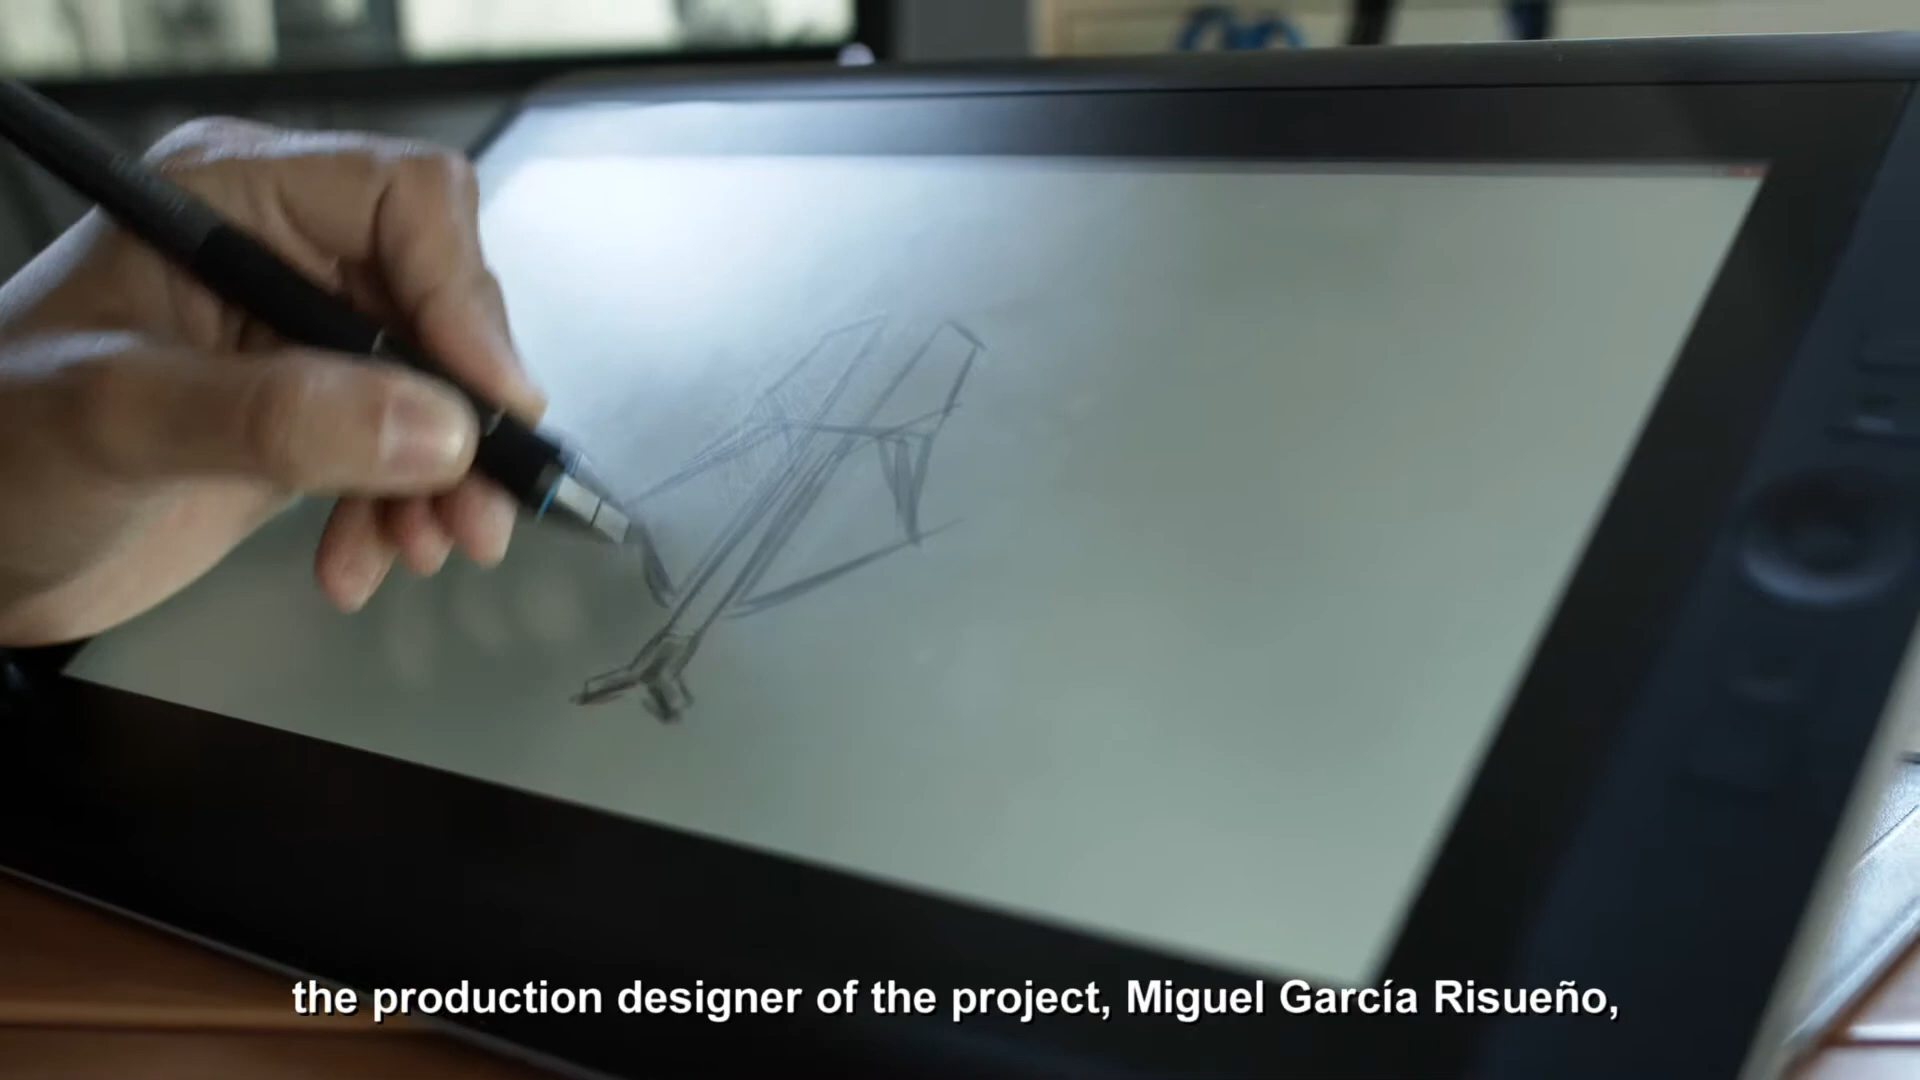 the production designer of the project, Miguel García Risueño,